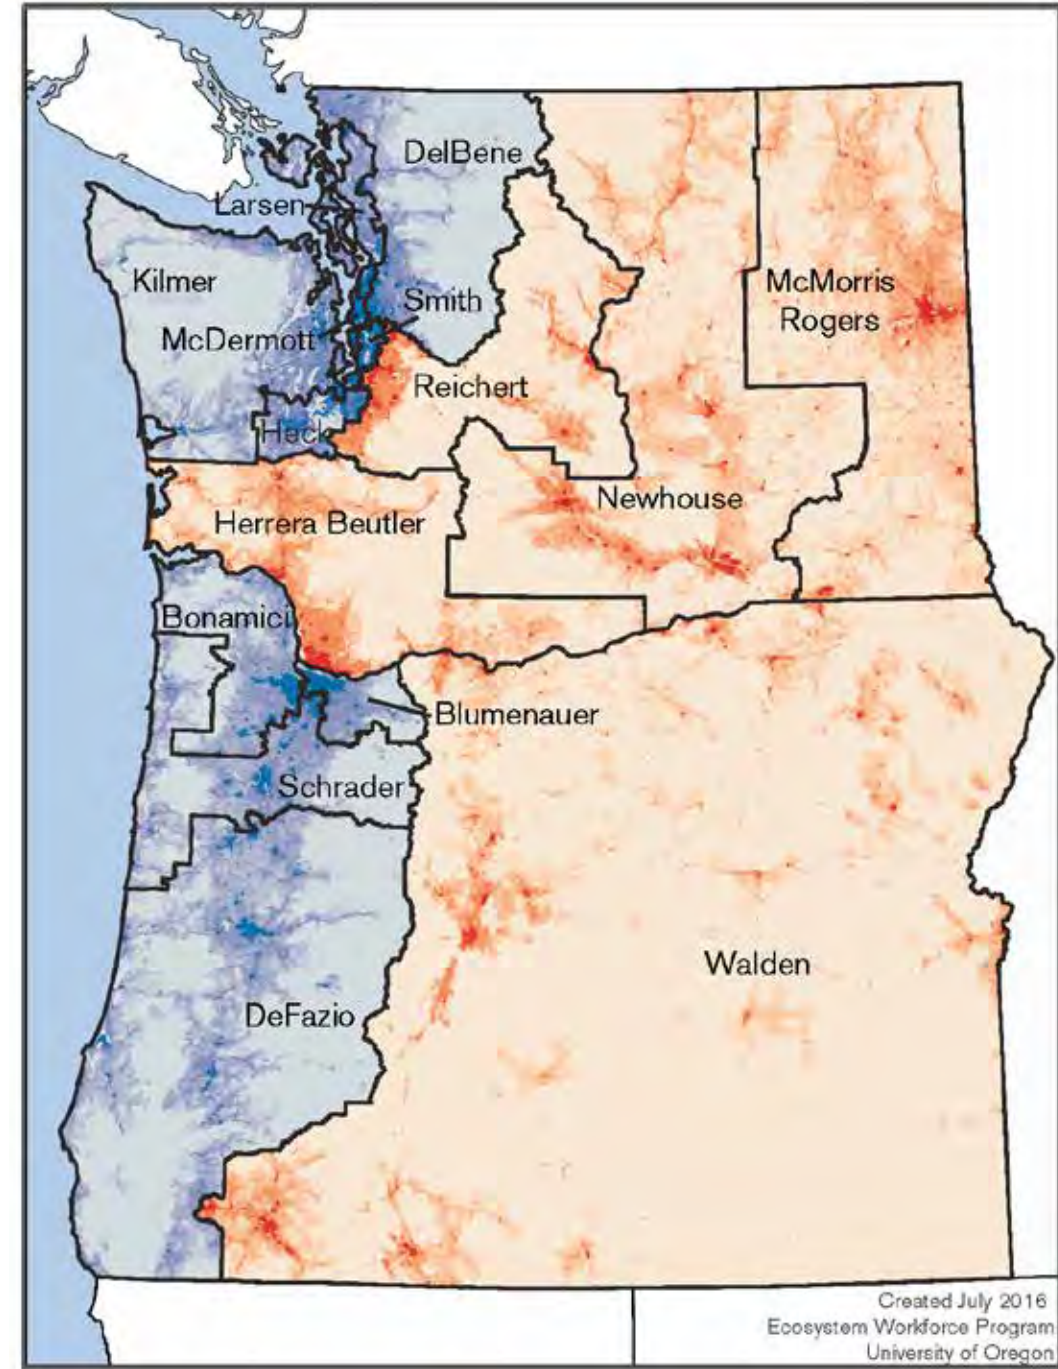 DelBene
Larsen
Kilmer
McMorris
Rogers
Smith
McDermott
Reichert
Heck
Newhouse
Herrera Beutler
Bonamici
Blumenauer
Schrader
Walden
DeFazio
Created July 2016
Ecosystem Workforce Program
University of Oregon